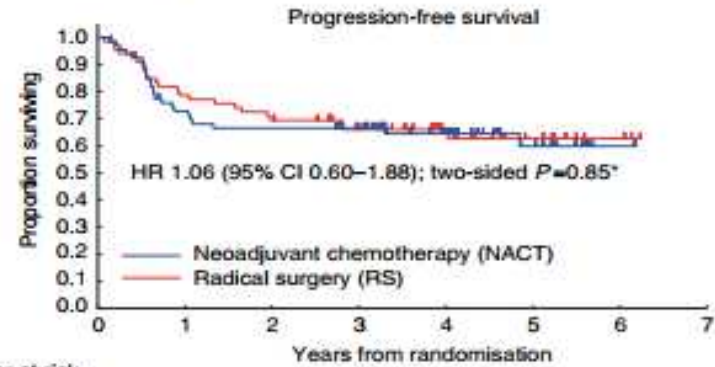 Progression-free survival
Proportion surviving
1.0
0.9
0.8
0.7
0.6
0.5
0.4
0.3
0.2
0.1
0.0
HR 1.06 (95% CI 0.60–1.88); two-sided P=0.85*
Neoadjuvant chemotherapy (NACT)
Radical surgery (RS)
0 1 2 3 4 5 6 7
Years from randomisation